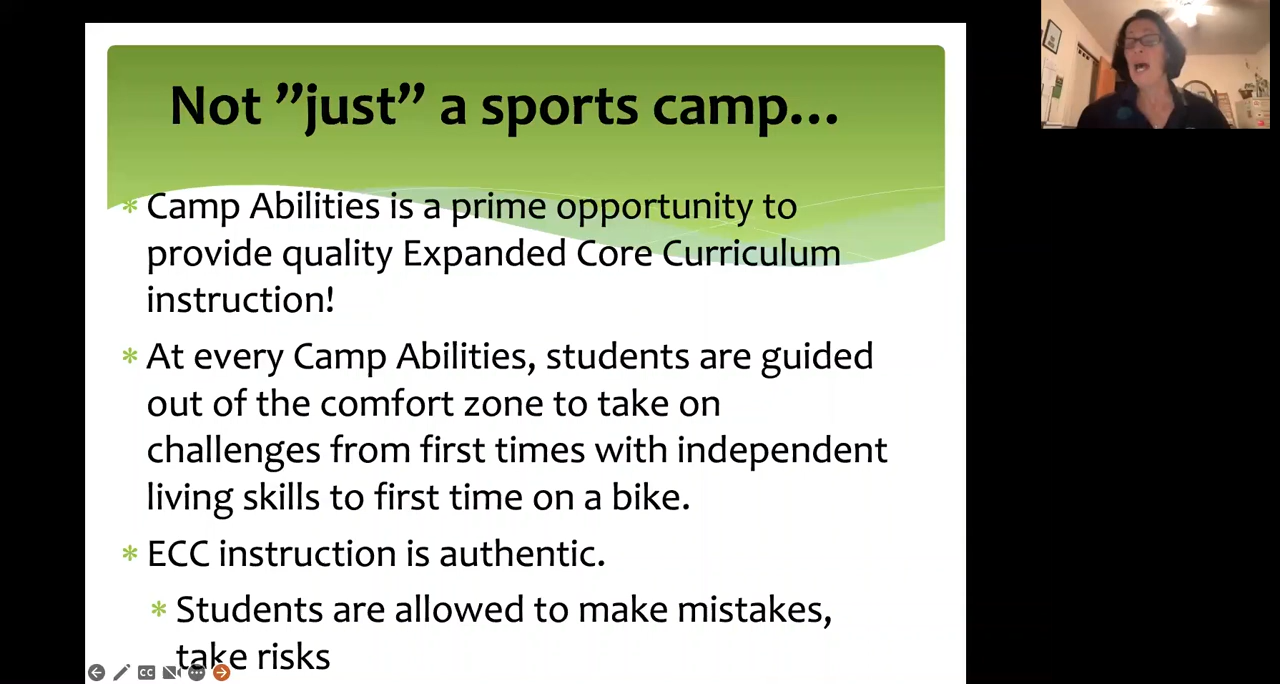 Not ”just” a sports camp…
* Camp Abilities is a prime opportunity to
provide quality Expanded Core Curriculum
instruction!
* At every Camp Abilities, students are guided
out of the comfort zone to take on
challenges from first times with independent
living skills to first time on a bike.
* ECC instruction is authentic.
* Students are allowed to make mistakes,
take risks
CC